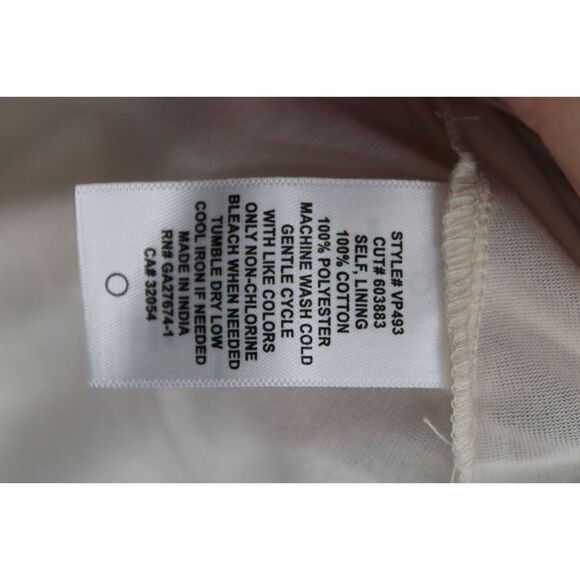 STYLE# VP493
CUT# 603883
SELF, LINING
100% COTTON
100% POLYESTER
MACHINE WASH COLD
GENTLE CYCLE
WITH LIKE COLORS
ONLY NON-CHLORINE
BLEACH WHEN NEEDED
TUMBLE DRY LOW
COOL IRON IF NEEDED
MADE IN INDIA
RN# GA27674-1
CA# 32054